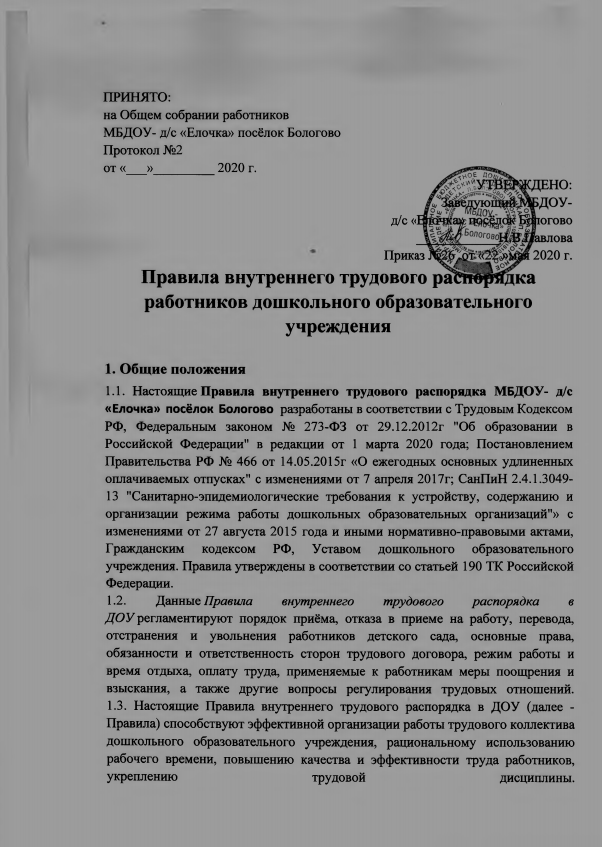 ПРИНЯТО:
на Общем собрании работников
МБДОУ- д/с «Елочка» посёлок Бологово
Протокол №2
от «___»_________ 2020 г.
УТВЕРЖДЕНО:
Заведующий МБДОУ-
д/с «Елочка» посёлок Бологово
Н.В.Павлова
Приказ №26 от «22 »мая 2020 г.
МБДОУ -
Бологово
Правила внутреннего трудового распорядка
работников дошкольного образовательного
учреждения
1. Общие положения
1.1. Настоящие Правила внутреннего трудового распорядка МБДОУ- д/с
«Елочка» посёлок Бологово разработаны в соответствии с Трудовым Кодексом
РФ, Федеральным законом № 273-ФЗ от 29.12.2012г "Об образовании в
Российской Федерации" в редакции от 1 марта 2020 года; Постановлением
Правительства РФ № 466 от 14.05.2015г «О ежегодных основных удлиненных
оплачиваемых отпусках" с изменениями от 7 апреля 2017г; СанПиН 2.4.1.3049-
13 "Санитарно-эпидемиологические требования к устройству, содержанию и
организации режима работы дошкольных образовательных организаций"» с
изменениями от 27 августа 2015 года и иными нормативно-правовыми актами,
Гражданским кодексом РФ, Уставом дошкольного образовательного
учреждения. Правила утверждены в соответствии со статьей 190 ТК Российской
Федерации.
1.2. Данные Правила внутреннего трудового распорядка в
ДОУ регламентируют порядок приёма, отказа в приеме на работу, перевода,
отстранения и увольнения работников детского сада, основные права,
обязанности и ответственность сторон трудового договора, режим работы и
время отдыха, оплату труда, применяемые к работникам меры поощрения и
взыскания, а также другие вопросы регулирования трудовых отношений.
1.3. Настоящие Правила внутреннего трудового распорядка в ДОУ (далее -
Правила) способствуют эффективной организации работы трудового коллектива
дошкольного образовательного учреждения, рациональному использованию
рабочего времени, повышению качества и эффективности труда работников,
укреплению трудовой дисциплины.